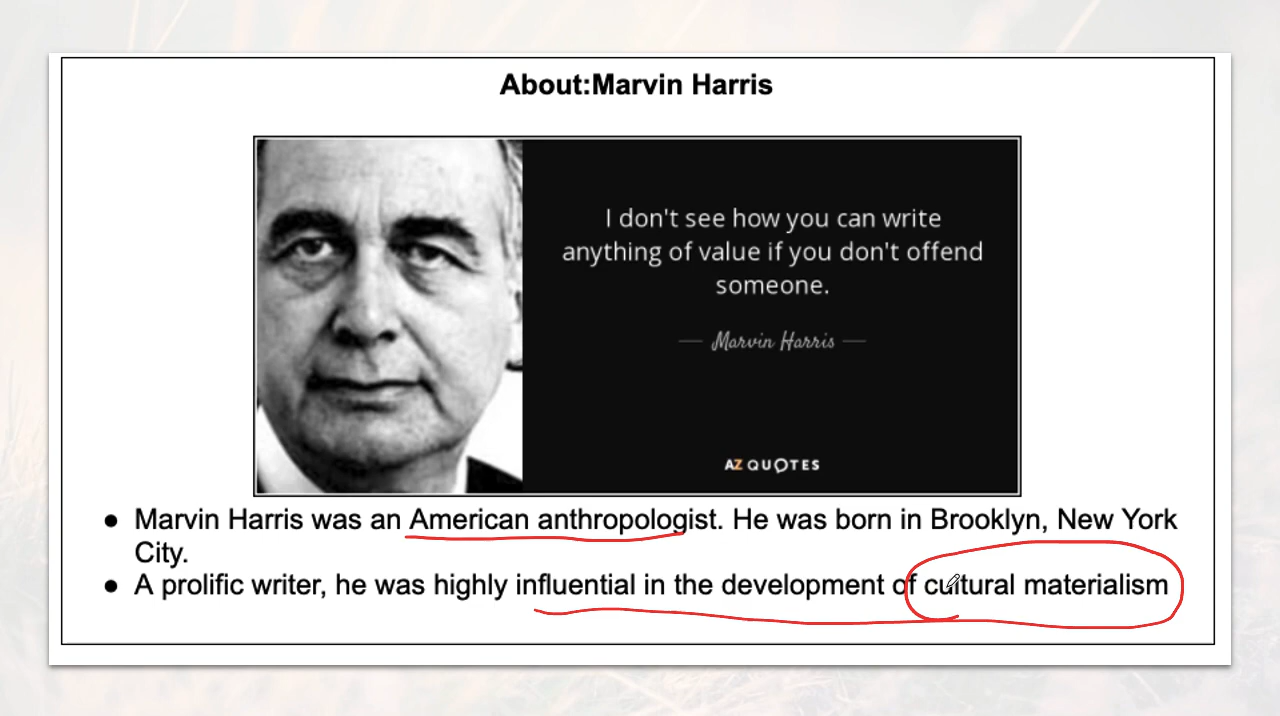 About:Marvin Harris
I don't see how you can write
anything of value if you don't offend
someone.
Marvin Harris
AZ QUOTES
● Marvin Harris was an American anthropologist. He was born in Brooklyn, New York
City.
● A prolific writer, he was highly influential in the development of cultural materialism